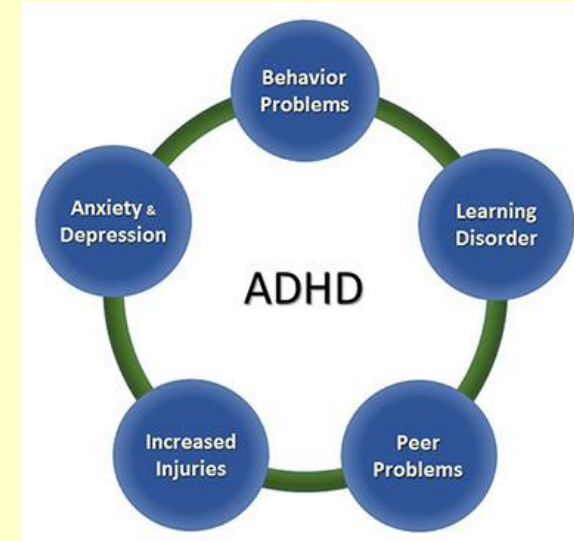 Behavior
Problems
Anxiety &
Depression
Learning
Disorder
ADHD
Increased
Injuries
Peer
Problems